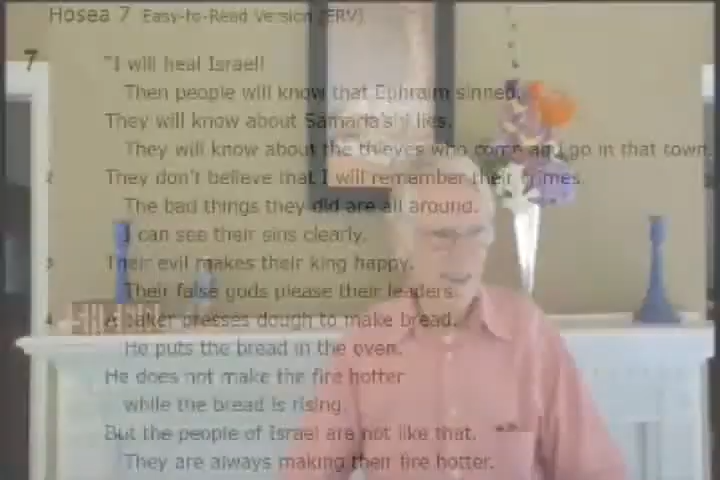 Hosea 7 Easy-to-Read Version (ERV)
7 "I will heal Israel!
Then people will know that Ephraim sinned.
They will know about Samaria's lies.
They will know about the thieves who come and go in that town.
2 They don't believe that I will remember their crimes.
The bad things they did are all around.
I can see their sins clearly.
3 Their evil makes their king happy.
Their false gods please their leaders.
4 A baker presses dough to make bread.
He puts the bread in the oven.
He does not make the fire hotter
while the bread is rising.
But the people of Israel are not like that.
They are always making their fire hotter.